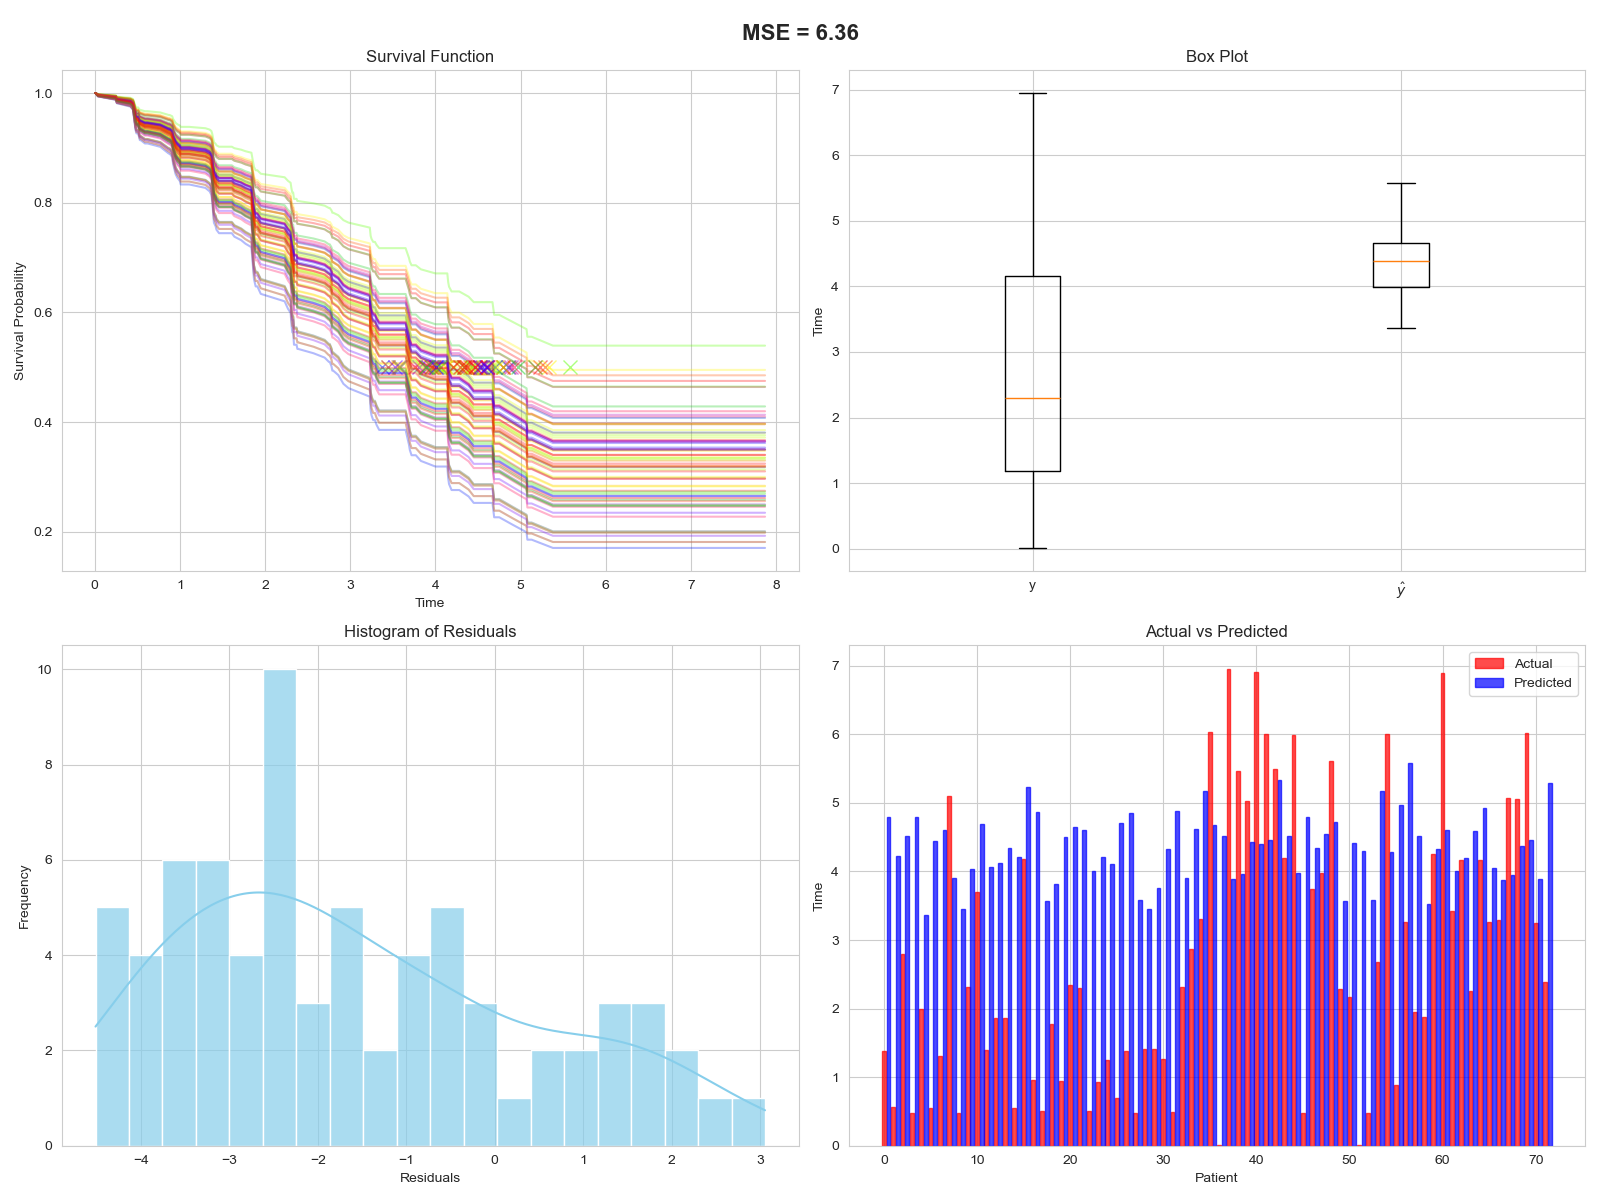 MSE = 6.36
Survival Function
Survival Probability
1.0
0.8
0.6
0.4
0.2
0 1 2 3 4 5 6 7 8
Time
Box Plot
Time
7
6
5
4
3
2
1
0
y ŷ
Histogram of Residuals
Frequency
10
8
6
4
2
0
−4 −3 −2 −1 0 1 2 3
Residuals
Actual vs Predicted
Actual
Predicted
Time
7
6
5
4
3
2
1
0
0 10 20 30 40 50 60 70
Patient